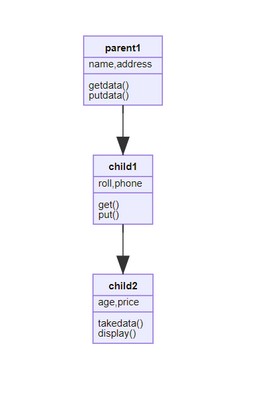 parent1
name,address
getdata()
putdata()
child1
roll,phone
get()
put()
child2
age,price
takedata()
display()